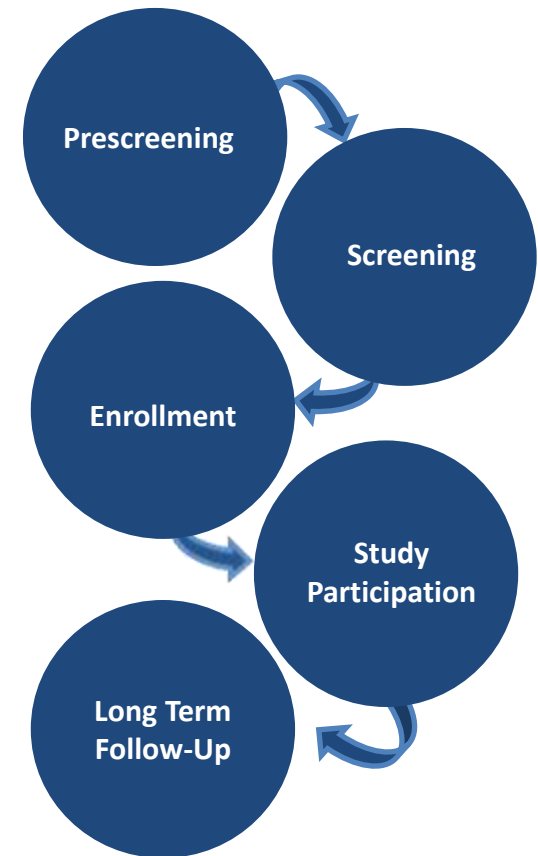 Prescreening
Screening
Enrollment
Study
Participation
Long Term
Follow-Up